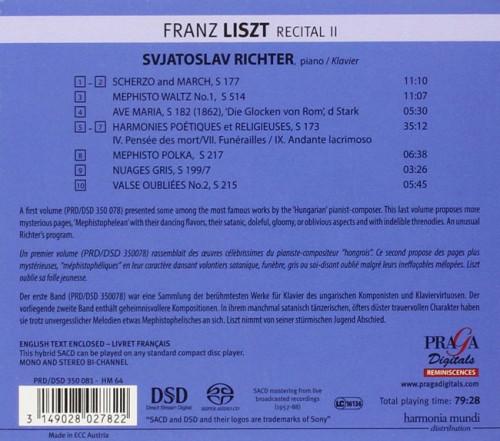 FRANZ LISZT RECITAL II
SVJATOSLAV RICHTER, piano / Klavier
1 - 2 SCHERZO and MARCH, S 177 11:10
3 MEPHISTO WALTZ No.1, S 514 11:07
4 AVE MARIA, S 182 (1862), 'Die Glocken von Rom', d Stark 05:30
5 - 7 HARMONIES POÉTIQUES et RELIGIEUSES, S 173 35:12
IV. Pensée des mort/VII. Funérailles / IX. Andante lacrimoso
8 MEPHISTO POLKA, S 217 06:38
9 NUAGES GRIS, S 199/7 03:26
10 VALSE OUBLIÉES No.2, S 215 05:45
A first volume (PRD/DSD 350 078) presented some among the most famous works by the 'Hungarian' pianist-composer. This last volume proposes more
mysterious pages, 'Mephistophelean' with their dancing flavors, their satanic, doleful, gloomy, or oblivious aspects and with indelible threnodies. An unusual
Richter's program.
Un premier volume (PRD/DSD 350078) rassemblait des œuvres célébrissimes du pianiste-compositeur "hongrois". Ce second propose des pages plus
mystérieuses, "méphistophéliques" en leur caractère dansant volontiers satanique, funèbre, gris ou soi-disant oublié malgré leurs ineffaçables mélopées. Liszt
oublie sa folle jeunesse.
Der erste Band (PRD/DSD 350078) war eine Sammlung der berühmtesten Werke für Klavier des ungarischen Komponisten und Klaviervirtuosen. Der
vorliegende zweite Band enthält geheimnisvollere Kompositionen. In ihrem manchmal satanisch tänzerischen, öfters düster trauervollen Charakter haben
sie trotz unvergesslicher Melodien etwas Mephistophelisches an sich. Liszt nimmt von seiner stürmischen Jugend Abschied.
ENGLISH TEXT ENCLOSED – LIVRET FRANÇAIS
This hybrid SACD can be played on any standard compact disc player.
MONO AND STEREO BI-CHANNEL
PRAGA
Digitals
REMINISCENCES
www.pragadigitals.com
PRD/DSD 350 081 - HM 64
3 149028 027822
Made in ECC Austria
DSD
Direct Stream Digital
SUPER AUDIO CD
SACD mastering from live
broadcasted recordings
(1957-88)
LC 16134
Total playing time: 79:28
"SACD and DSD and their logos are trademarks of Sony"
harmonia mundi
distribution